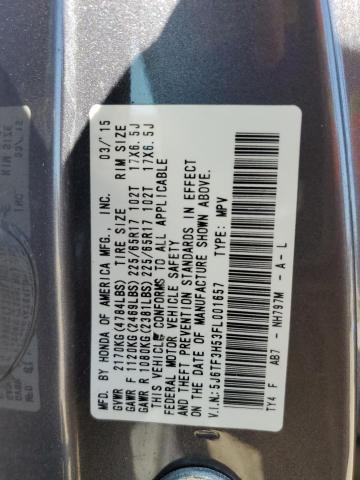 MFD. BY HONDA OF AMERICA MFG., INC. 03/'15
GVWR 2170KG(4784LBS) TIRE SIZE RIM SIZE
GAWR F 1120KG(2469LBS) 225/65R17 102T 17X6.5J
GAWR R 1080KG(2381LBS) 225/65R17 102T 17X6.5J
THIS VEHICLE CONFORMS TO ALL APPLICABLE
FEDERAL MOTOR VEHICLE SAFETY
AND THEFT PREVENTION STANDARDS IN EFFECT
ON THE DATE OF MANUFACTURE SHOWN ABOVE.
V.I.N:5J6TF3H53FL001657 TYPE: MPV
TY4 F AB7 - NH797M - A - L